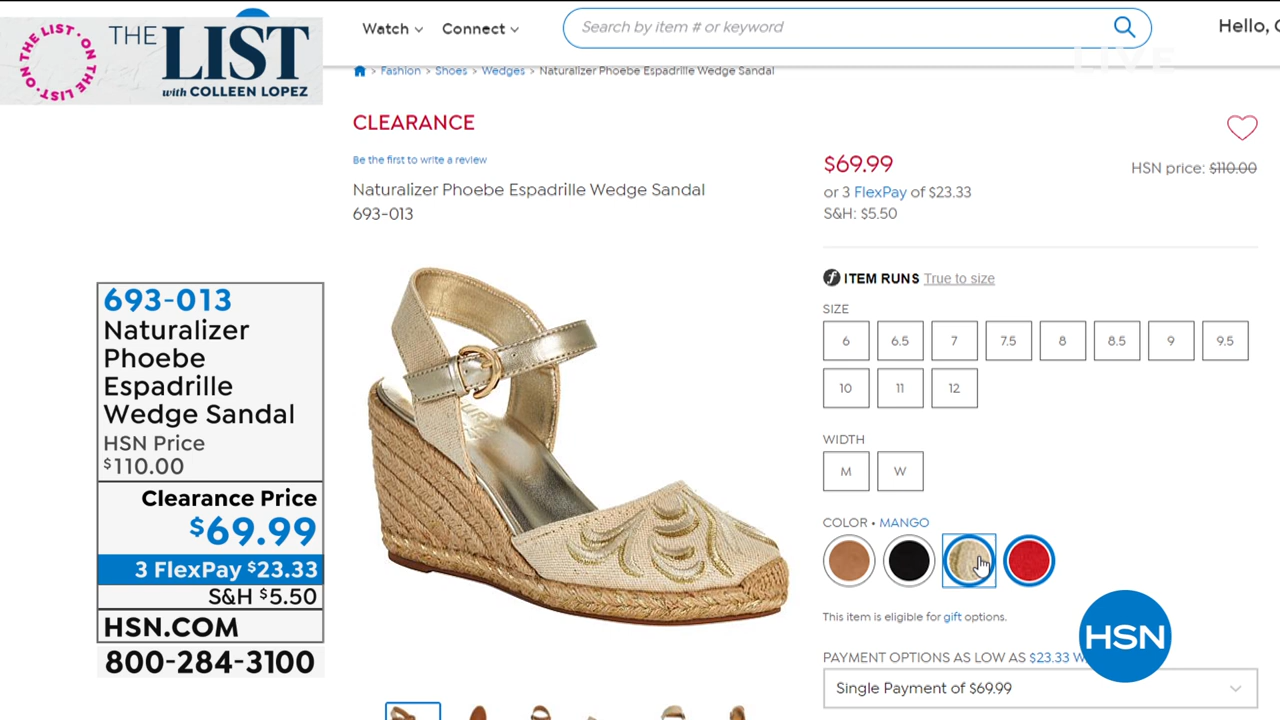 ON THE LIST • ON THE LIST •
THE LIST
with COLLEEN LOPEZ
Watch
Connect
Search by item # or keyword
Hello,
LIVE
> Fashion > Shoes > Wedges > Naturalizer Phoebe Espadrille Wedge Sandal
CLEARANCE
Be the first to write a review
Naturalizer Phoebe Espadrille Wedge Sandal
693-013
$69.99
HSN price: $110.00
or 3 FlexPay of $23.33
S&H: $5.50
ITEM RUNS True to size
SIZE
6 6.5 7 7.5 8 8.5 9 9.5
10 11 12
WIDTH
M W
COLOR • MANGO
This item is eligible for gift options.
PAYMENT OPTIONS AS LOW AS $23.33
Single Payment of $69.99
HSN
693-013
Naturalizer
Phoebe
Espadrille
Wedge Sandal
HSN Price
$110.00
Clearance Price
$69.99
3 FlexPay $23.33
S&H $5.50
HSN.COM
800-284-3100